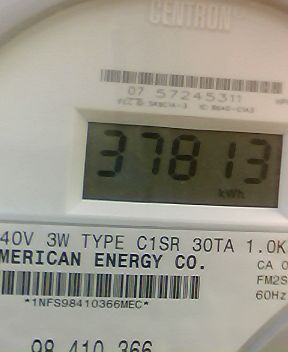 CENTRON®
07 57245311
37813
kWh
40V 3W TYPE C1SR 30TA 1.0K
MERICAN ENERGY CO.
CA 0
FM2S
60Hz
*1NFS98410366MEC*
98 410 366